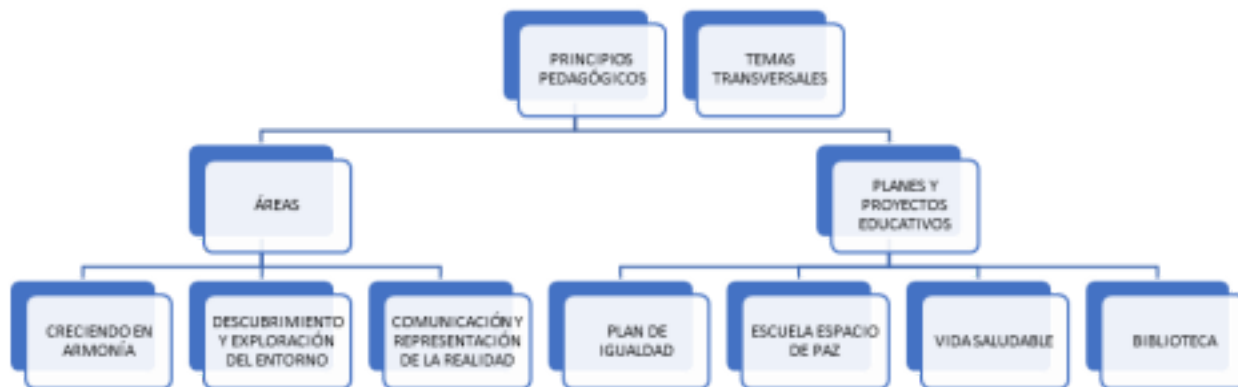 PRINCIPIOS
PEDAGÓGICOS
TEMAS
TRANSVERSALES
ÁREAS
PLANES Y
PROYECTOS
EDUCATIVOS
CRECIENDO EN
ARMONÍA
DESCUBRIMIENTO
Y EXPLORACIÓN
DEL ENTORNO
COMUNICACIÓN Y
REPRESENTACIÓN
DE LA REALIDAD
PLAN DE
IGUALDAD
ESCUELA ESPACIO
DE PAZ
VIDA SALUDABLE
BIBLIOTECA